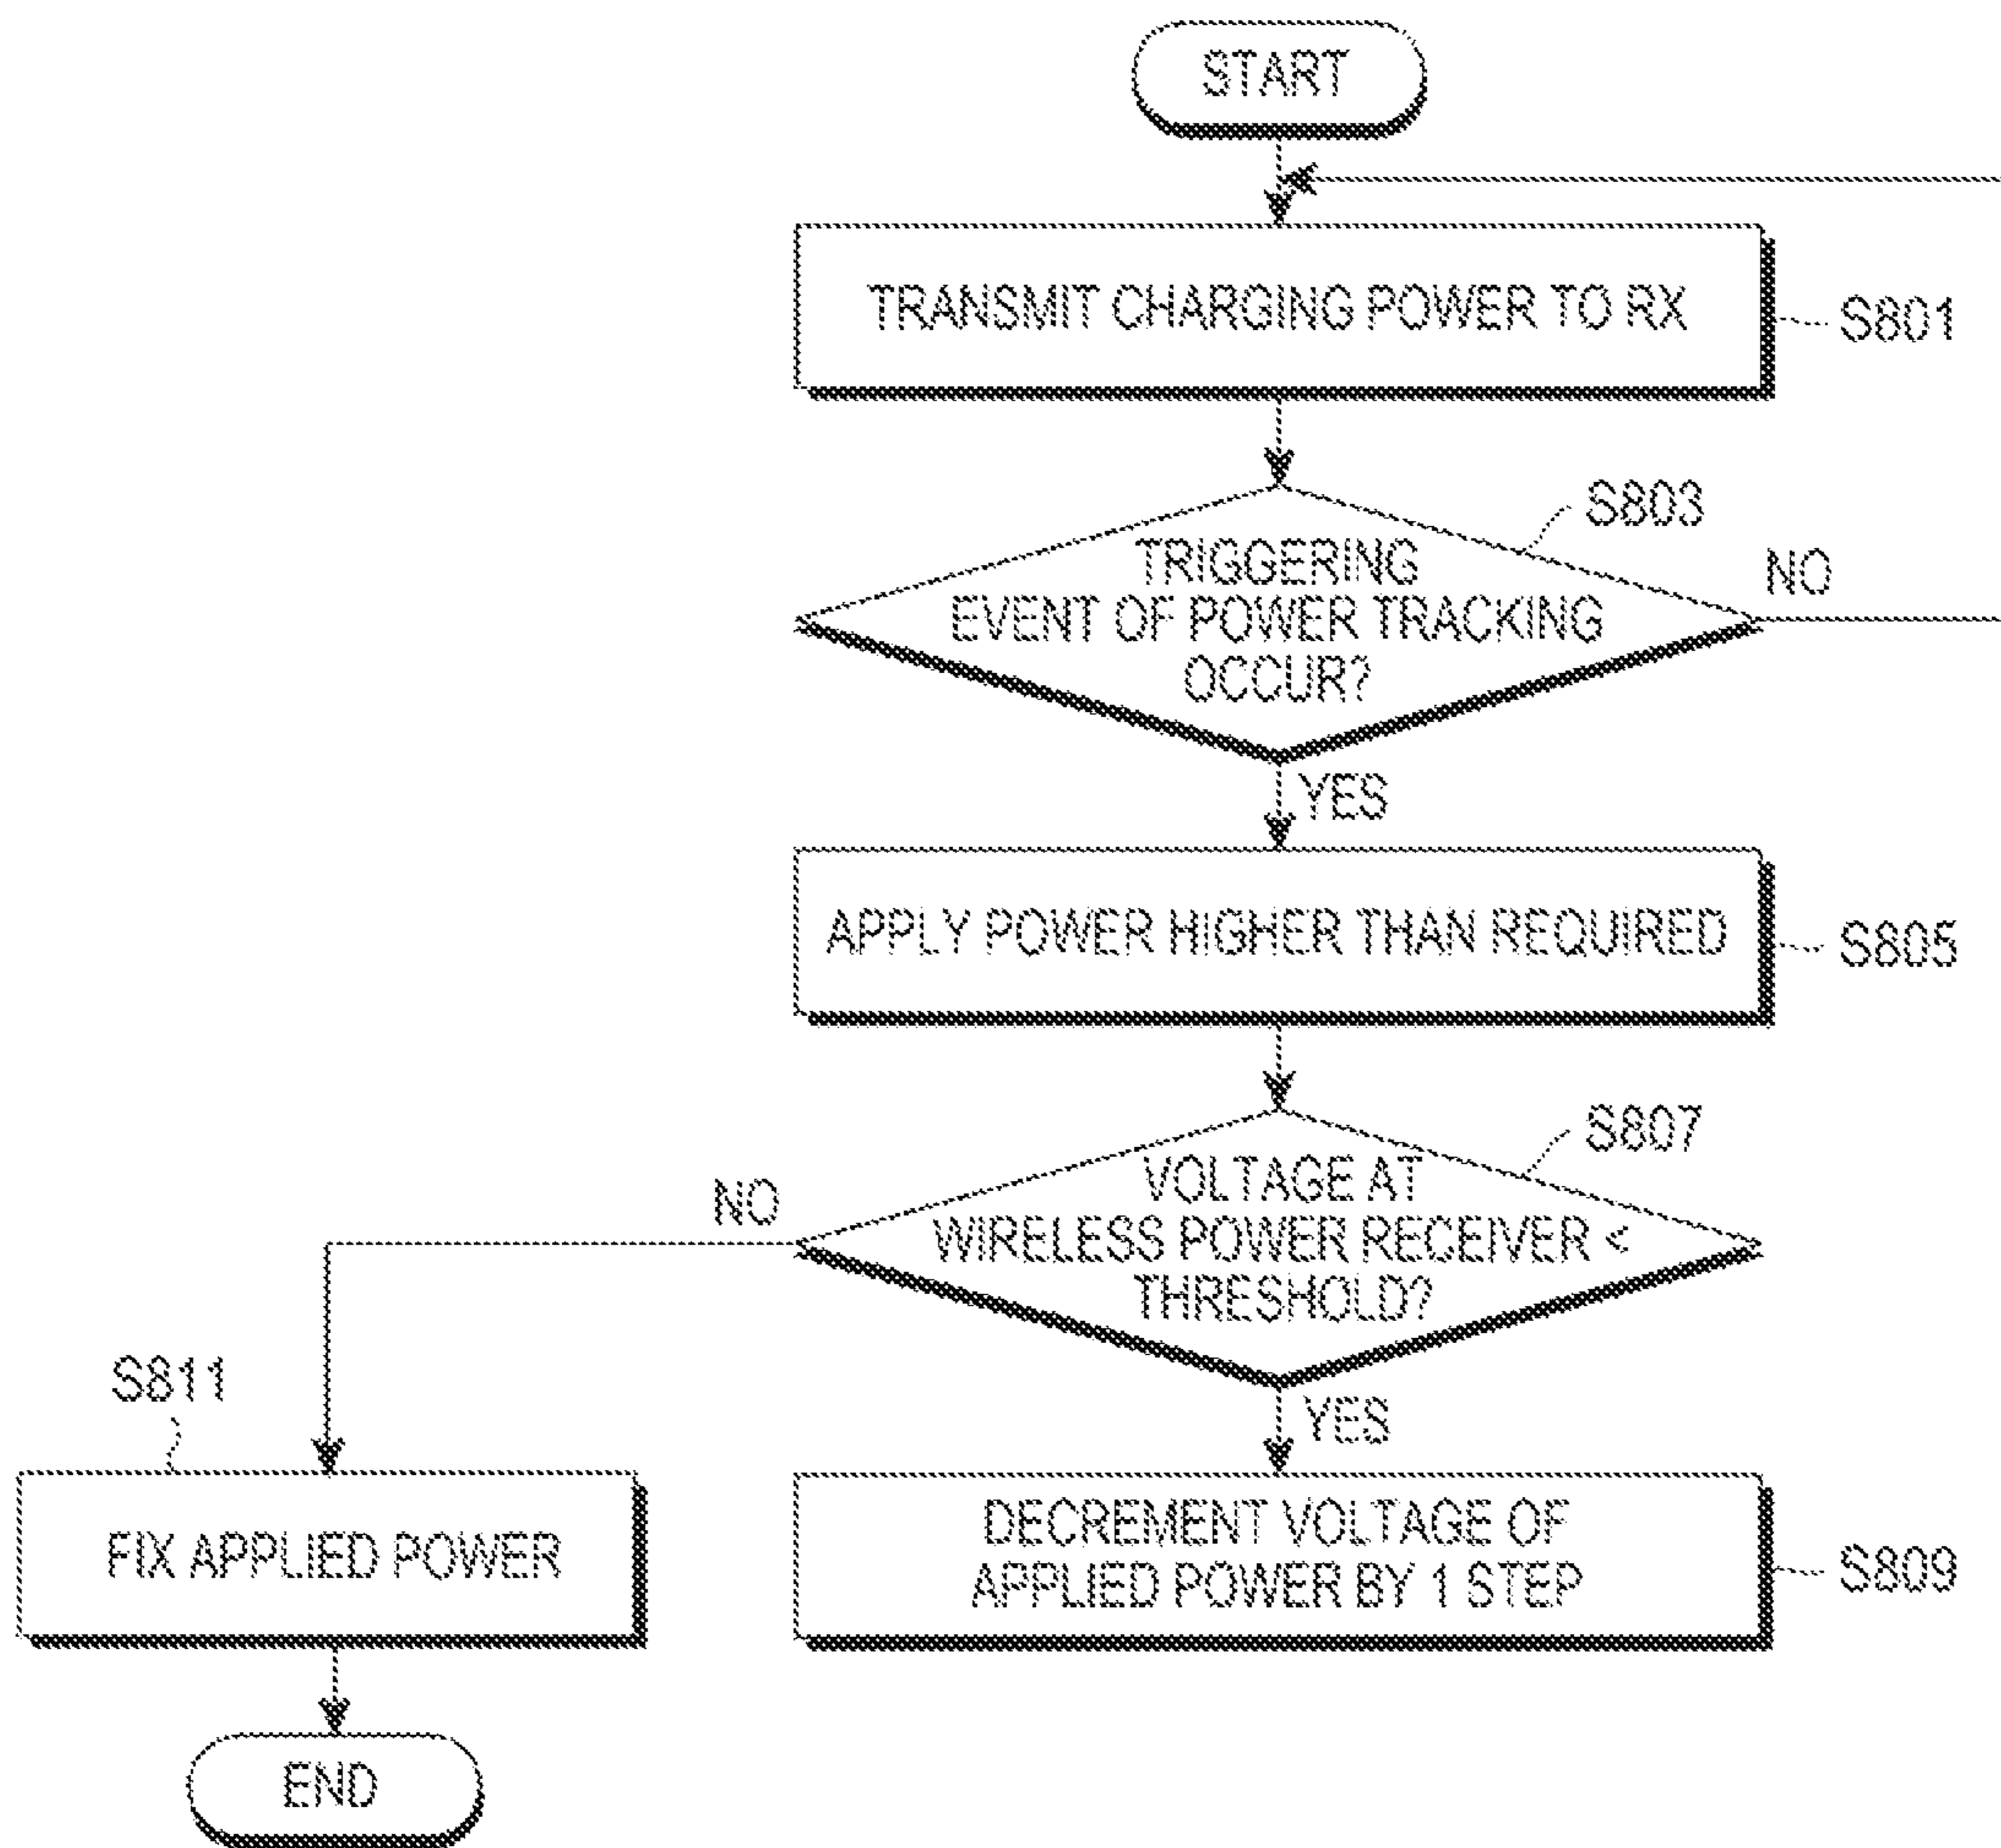 START
TRANSMIT CHARGING POWER TO RX
S801
S803
TRIGGERING
EVENT OF POWER TRACKING
OCCUR?
NO
YES
APPLY POWER HIGHER THAN REQUIRED
S805
S807
VOLTAGE AT
WIRELESS POWER RECEIVER <
THRESHOLD?
NO
YES
S811
FIX APPLIED POWER
DECREMENT VOLTAGE OF
APPLIED POWER BY 1 STEP
S809
END